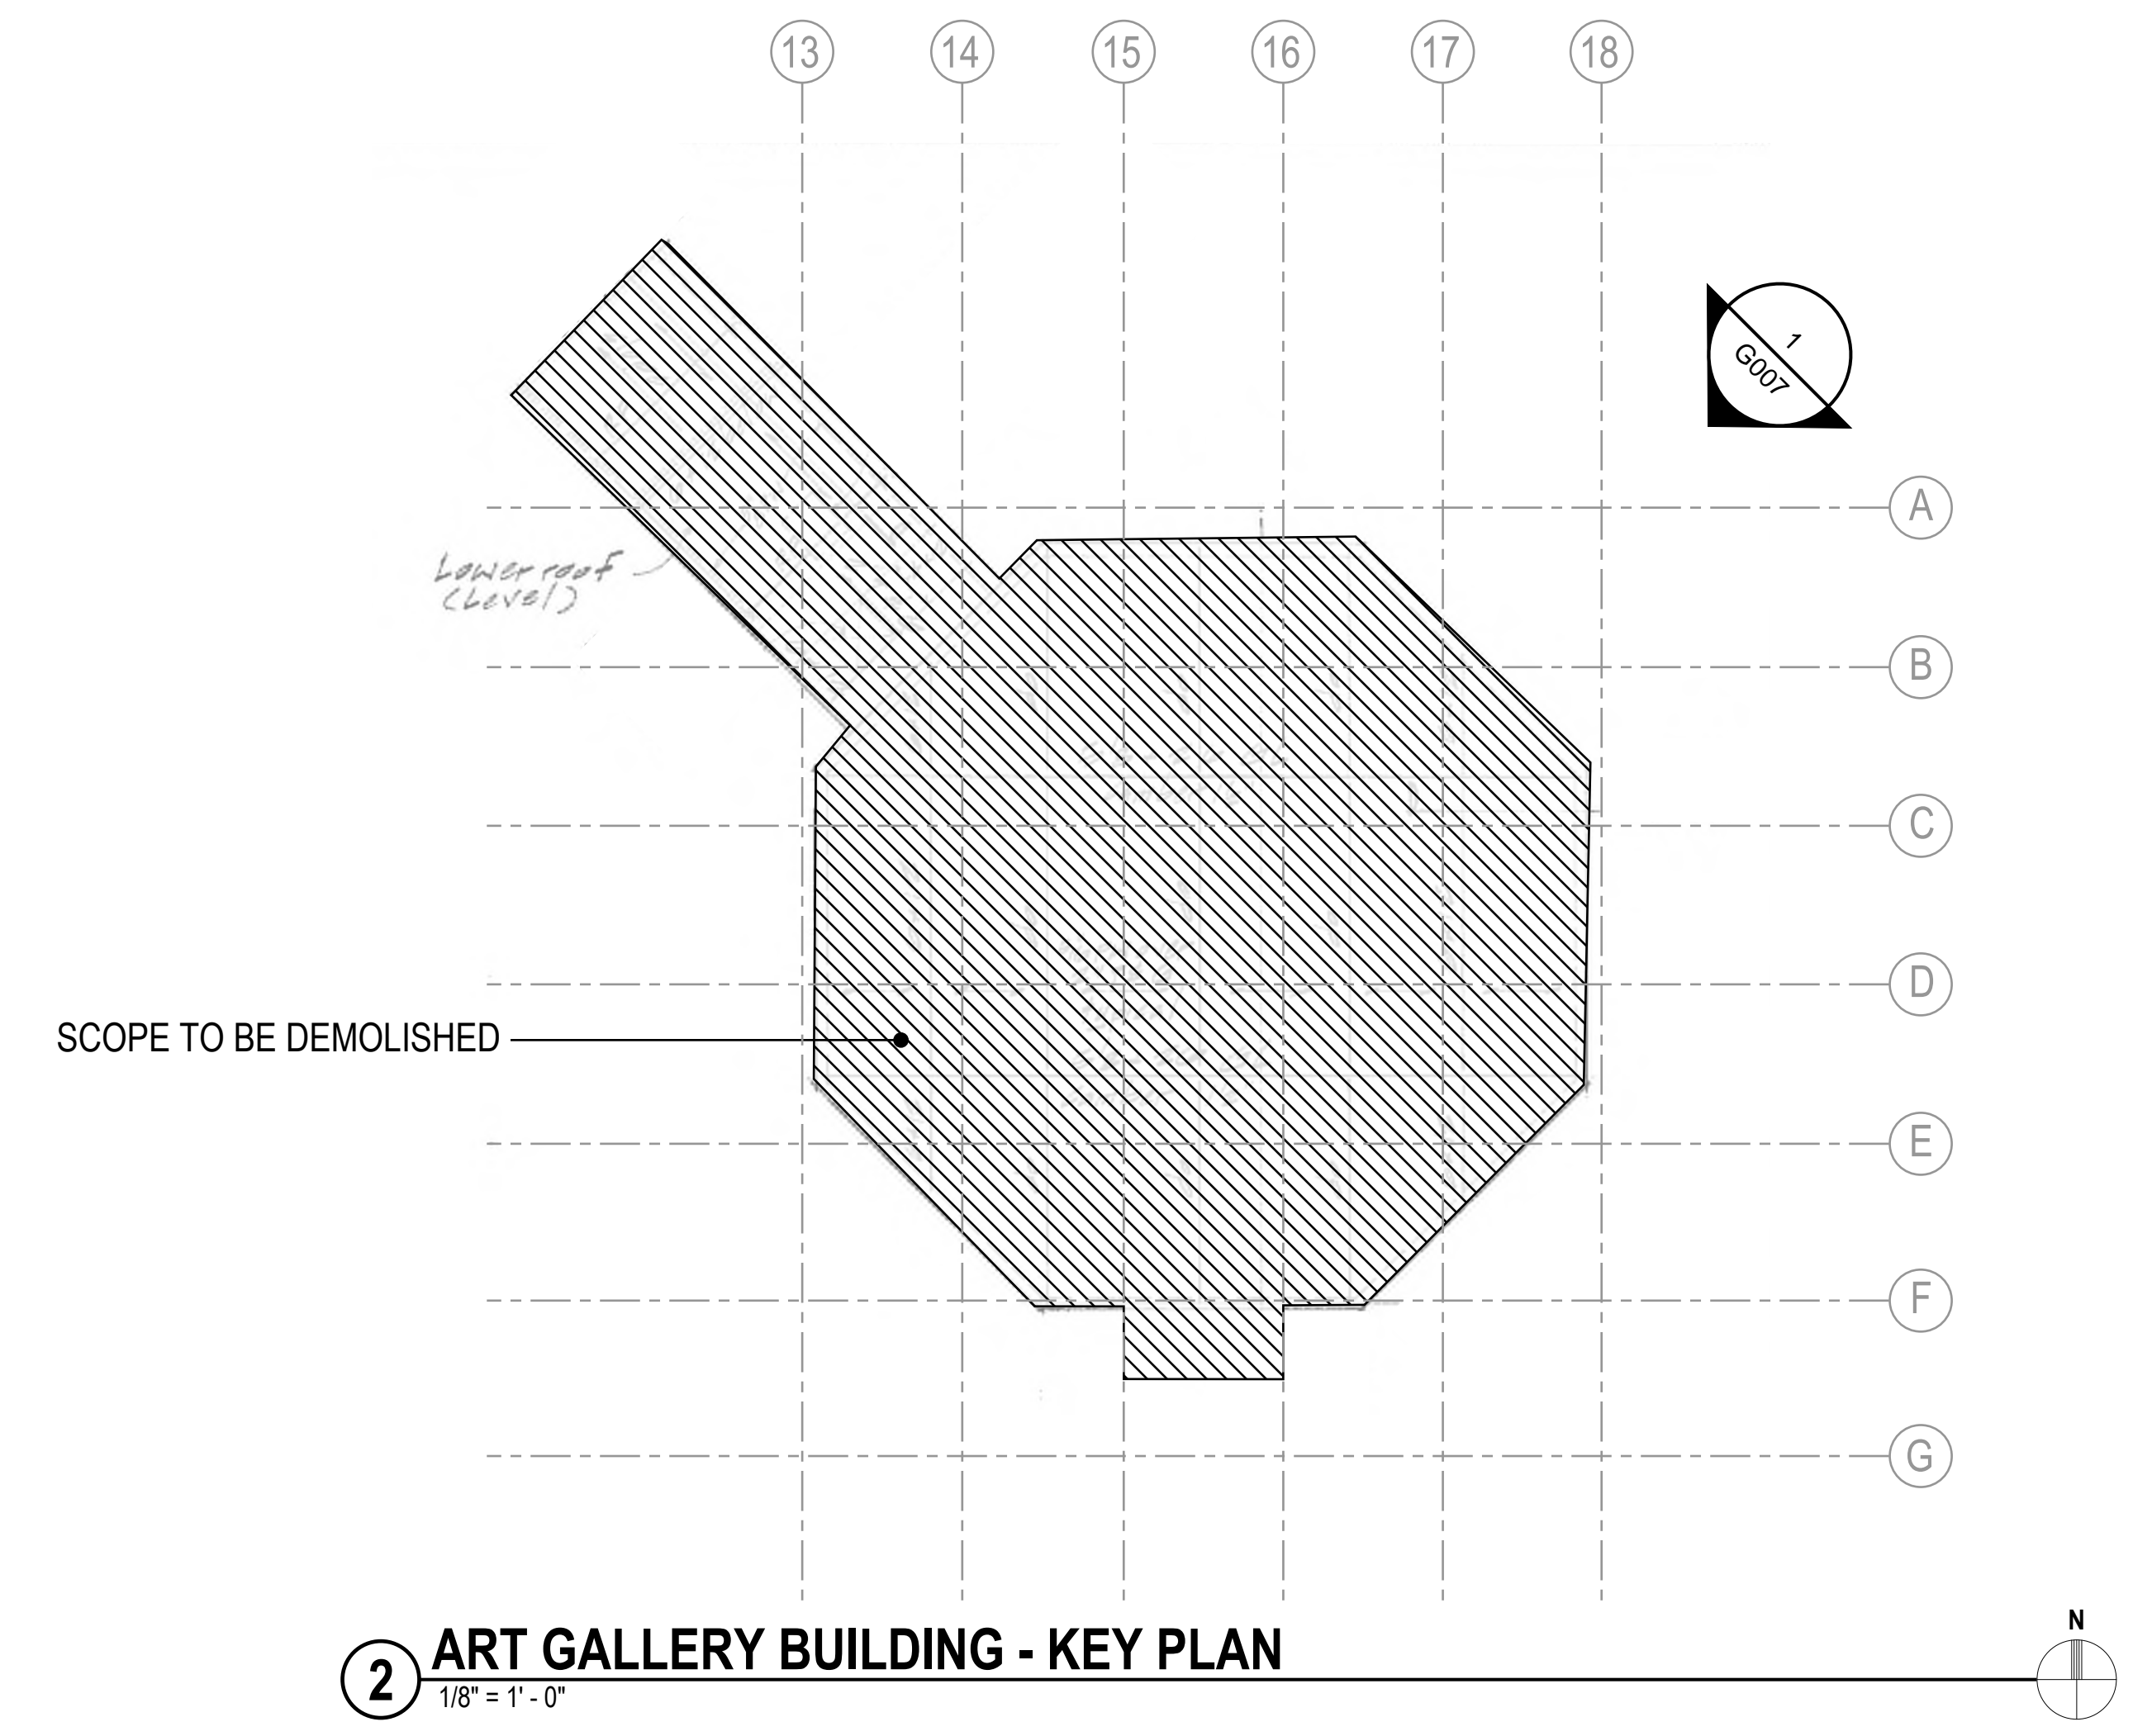 13 14 15 16 17 18
1
G007
A
Lower roof
(Level)
B
C
D
SCOPE TO BE DEMOLISHED
E
F
G
N
2
ART GALLERY BUILDING - KEY PLAN
1/8" = 1' - 0"